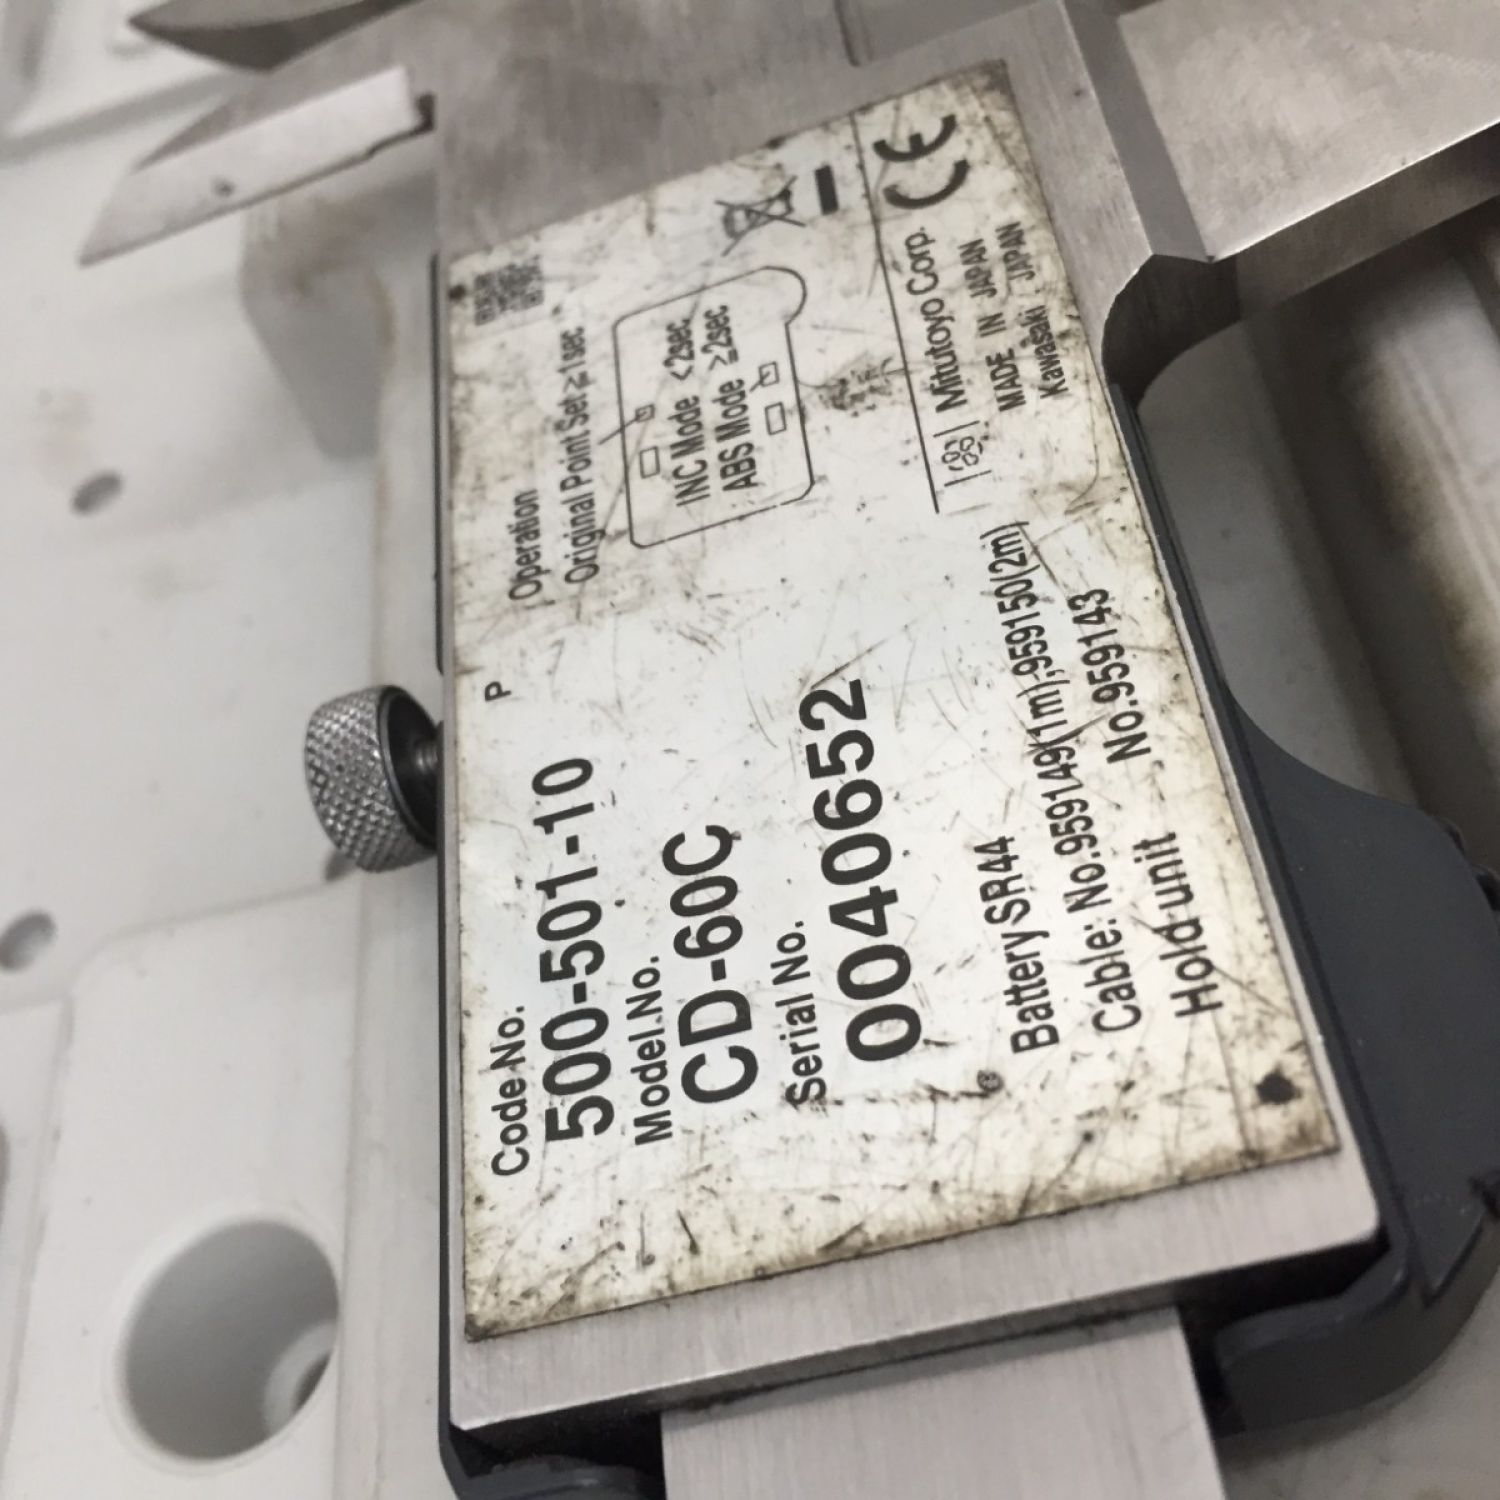 Code No.
500-501-10
P
Model.No.
CD-60C
Serial No.
0040652
Battery SR44
Cable: No.959149(1m),959150(2m)
Hold unit No.959143
Operation
Original Point Set ≥1sec
INC Mode <2sec
ABS Mode ≥2sec
Mitutoyo Corp.
MADE IN JAPAN
Kawasaki JAPAN
CE